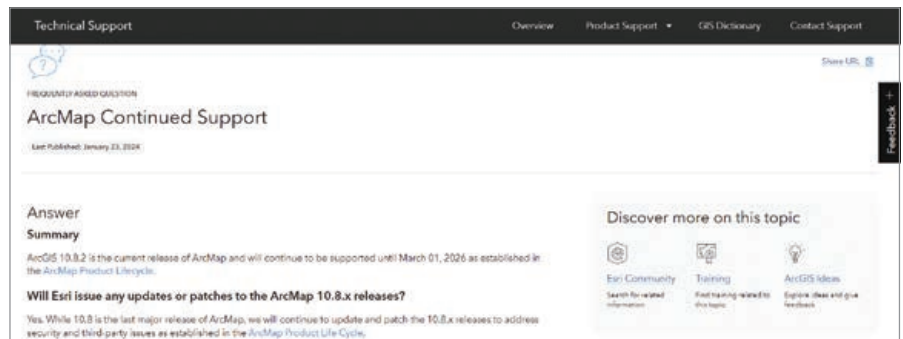 Technical Support
Overview
Product Support
GIS Dictionary
Contact Support
Share URL
FREQUENTLY ASKED QUESTION
ArcMap Continued Support
Last Published: January 23, 2024
Feedback +
Answer
Summary
ArcGIS 10.8.2 is the current release of ArcMap and will continue to be supported until March 01, 2026 as established in
the ArcMap Product Lifecycle.
Will Esri issue any updates or patches to the ArcMap 10.8.x releases?
Yes. While 10.8 is the last major release of ArcMap, we will continue to update and patch the 10.8.x releases to address
security and third-party issues as established in the ArcMap Product Life Cycle.
Discover more on this topic
Esri Community
Search for related
information
Training
Find training related to
this topic
ArcGIS Ideas
Explore ideas and give
feedback